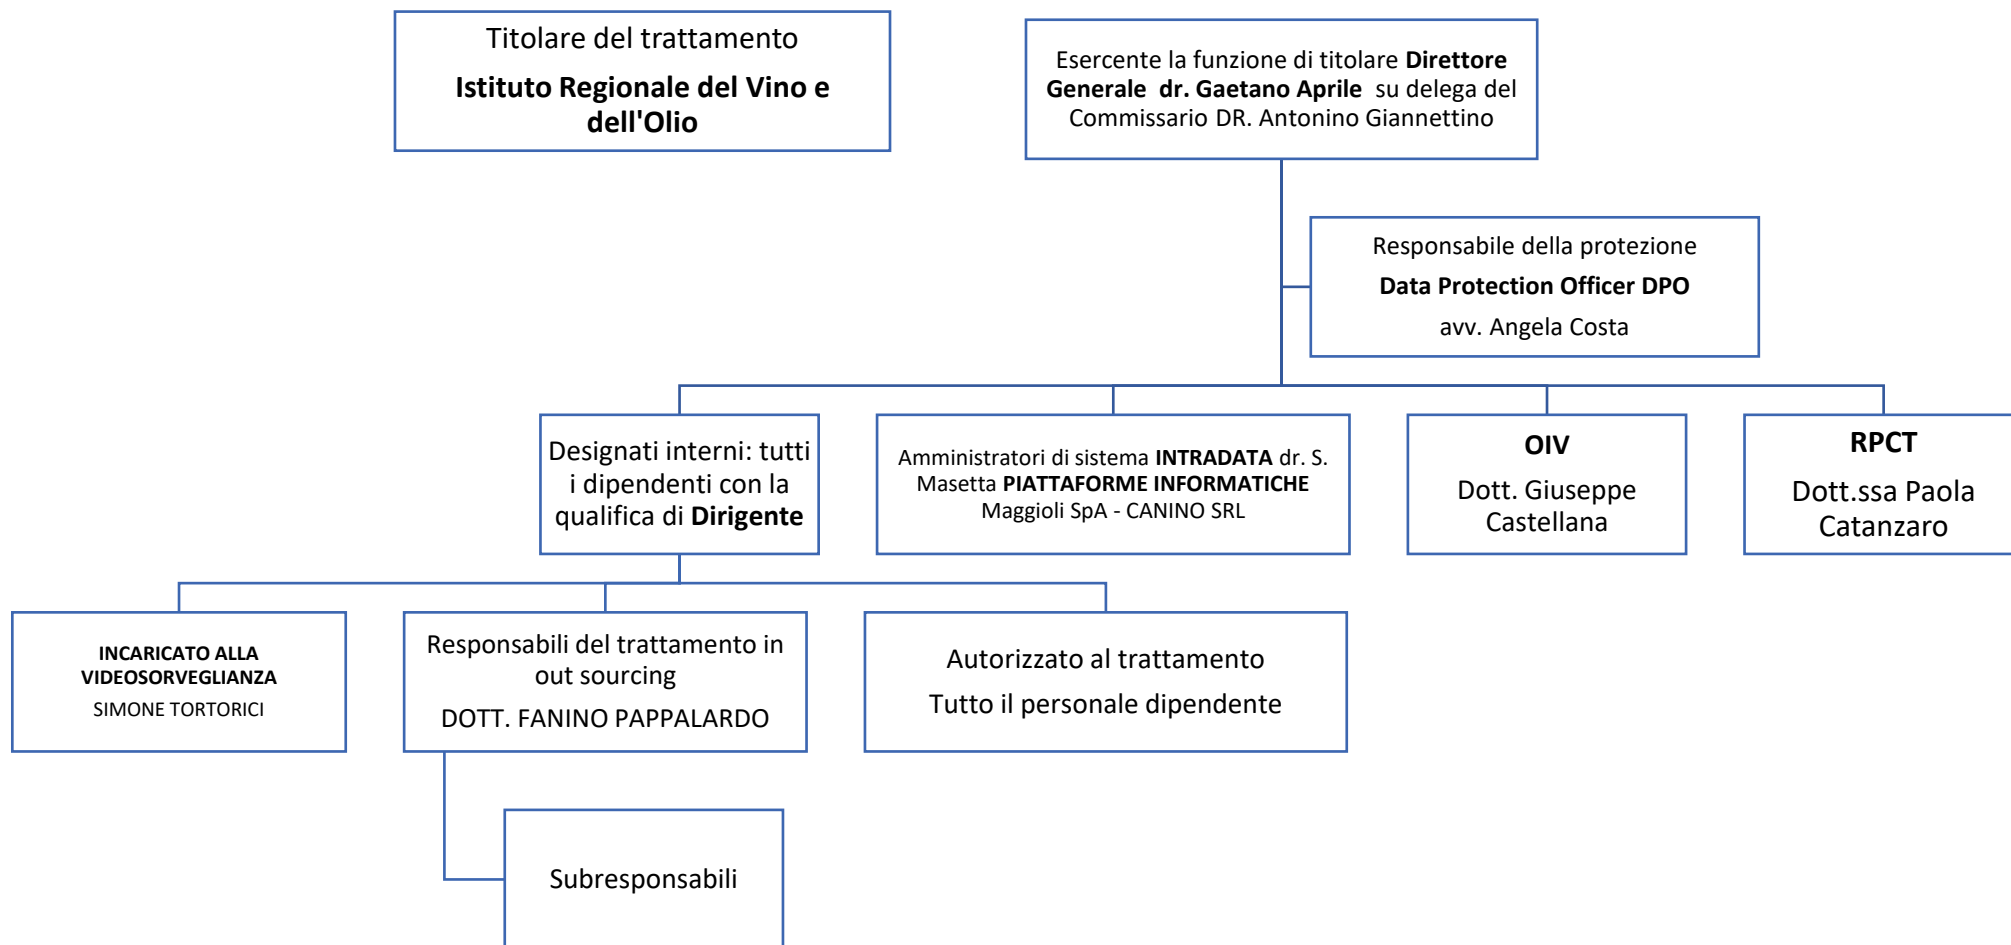 Titolare del trattamento
Istituto Regionale del Vino e
dell'Olio
Esercente la funzione di titolare Direttore
Generale dr. Gaetano Aprile su delega del
Commissario DR. Antonino Giannettino
Responsabile della protezione
Data Protection Officer DPO
avv. Angela Costa
Designati interni: tutti
i dipendenti con la
qualifica di Dirigente
Amministratori di sistema INTRADATA dr. S.
Masetta PIATTAFORME INFORMATICHE
Maggioli SpA - CANINO SRL
OIV
Dott. Giuseppe
Castellana
RPCT
Dott.ssa Paola
Catanzaro
INCARICATO ALLA
VIDEOSORVEGLIANZA
SIMONE TORTORICI
Responsabili del trattamento in
out sourcing
DOTT. FANINO PAPPALARDO
Autorizzato al trattamento
Tutto il personale dipendente
Subresponsabili